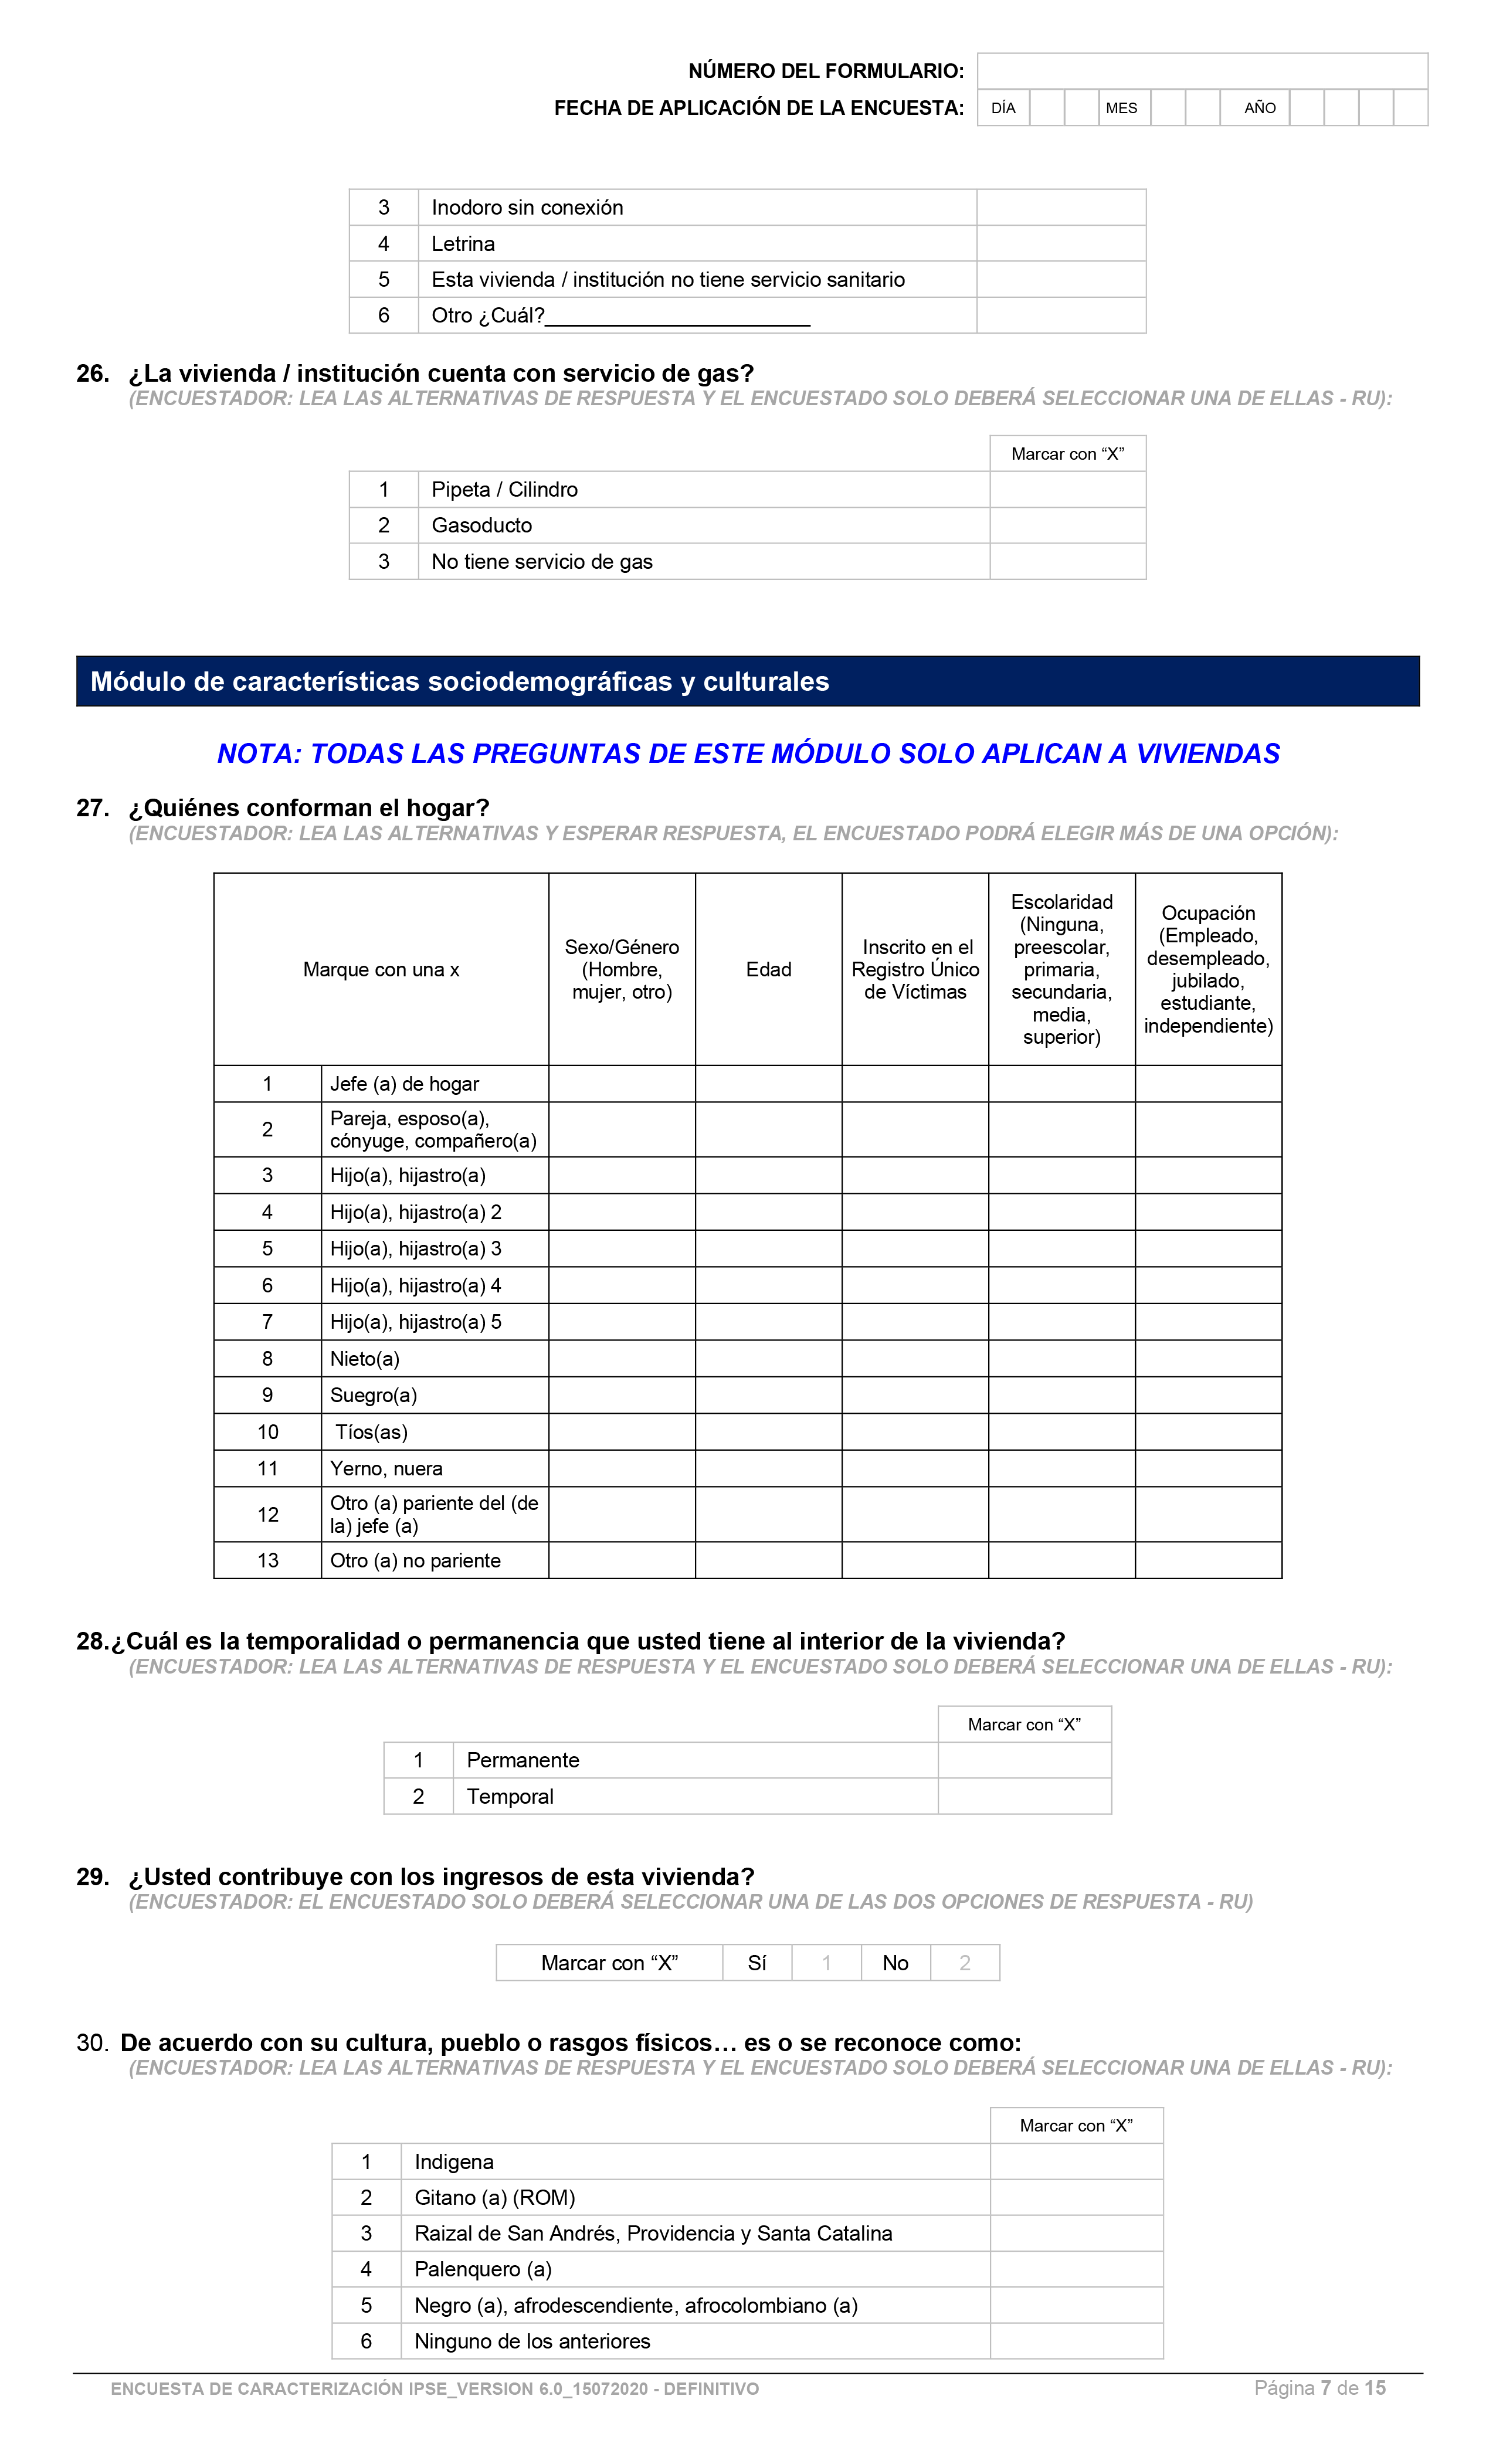 NÚMERO DEL FORMULARIO:
FECHA DE APLICACIÓN DE LA ENCUESTA: DÍA MES AÑO
3 Inodoro sin conexión
4 Letrina
5 Esta vivienda / institución no tiene servicio sanitario
6 Otro ¿Cuál?______________________
26. ¿La vivienda / institución cuenta con servicio de gas?
(ENCUESTADOR: LEA LAS ALTERNATIVAS DE RESPUESTA Y EL ENCUESTADO SOLO DEBERÁ SELECCIONAR UNA DE ELLAS - RU):
Marcar con “X”
1 Pipeta / Cilindro
2 Gasoducto
3 No tiene servicio de gas
Módulo de características sociodemográficas y culturales
NOTA: TODAS LAS PREGUNTAS DE ESTE MÓDULO SOLO APLICAN A VIVIENDAS
27. ¿Quiénes conforman el hogar?
(ENCUESTADOR: LEA LAS ALTERNATIVAS Y ESPERAR RESPUESTA, EL ENCUESTADO PODRÁ ELEGIR MÁS DE UNA OPCIÓN):
Marque con una x
Sexo/Género
(Hombre,
mujer, otro)
Edad
Inscrito en el
Registro Único
de Víctimas
Escolaridad
(Ninguna,
preescolar,
primaria,
secundaria,
media,
superior)
Ocupación
(Empleado,
desempleado,
jubilado,
estudiante,
independiente)
1 Jefe (a) de hogar
2 Pareja, esposo(a),
cónyuge, compañero(a)
3 Hijo(a), hijastro(a)
4 Hijo(a), hijastro(a) 2
5 Hijo(a), hijastro(a) 3
6 Hijo(a), hijastro(a) 4
7 Hijo(a), hijastro(a) 5
8 Nieto(a)
9 Suegro(a)
10 Tíos(as)
11 Yerno, nuera
12 Otro (a) pariente del (de
la) jefe (a)
13 Otro (a) no pariente
28.¿Cuál es la temporalidad o permanencia que usted tiene al interior de la vivienda?
(ENCUESTADOR: LEA LAS ALTERNATIVAS DE RESPUESTA Y EL ENCUESTADO SOLO DEBERÁ SELECCIONAR UNA DE ELLAS - RU):
Marcar con “X”
1 Permanente
2 Temporal
29. ¿Usted contribuye con los ingresos de esta vivienda?
(ENCUESTADOR: EL ENCUESTADO SOLO DEBERÁ SELECCIONAR UNA DE LAS DOS OPCIONES DE RESPUESTA - RU)
Marcar con “X” Sí 1 No 2
30. De acuerdo con su cultura, pueblo o rasgos físicos… es o se reconoce como:
(ENCUESTADOR: LEA LAS ALTERNATIVAS DE RESPUESTA Y EL ENCUESTADO SOLO DEBERÁ SELECCIONAR UNA DE ELLAS - RU):
Marcar con “X”
1 Indigena
2 Gitano (a) (ROM)
3 Raizal de San Andrés, Providencia y Santa Catalina
4 Palenquero (a)
5 Negro (a), afrodescendiente, afrocolombiano (a)
6 Ninguno de los anteriores
ENCUESTA DE CARACTERIZACIÓN IPSE_VERSION 6.0_15072020 - DEFINITIVO Página 7 de 15